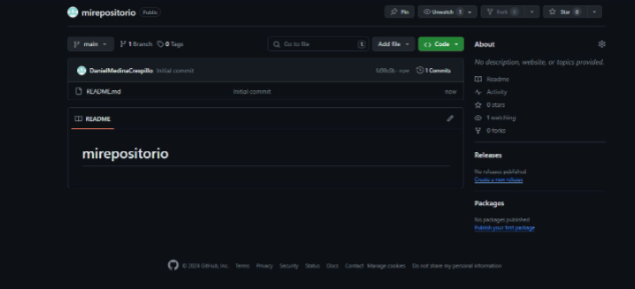 mirepositorio Public
Pin Unwatch 1 Fork 0 Star 0
main 1 Branch 0 Tags Go to file t Add file Code
DanielMedinaCrespillo Initial commit now 1 Commits
README.md Initial commit now
README
mirepositorio
About
No description, website, or topics provided.
Readme
Activity
0 stars
1 watching
0 forks
Releases
No releases published
Create a new release
Packages
No packages published
Publish your first package
© 2024 GitHub, Inc. Terms Privacy Security Status Docs Contact Manage cookies Do not share my personal information